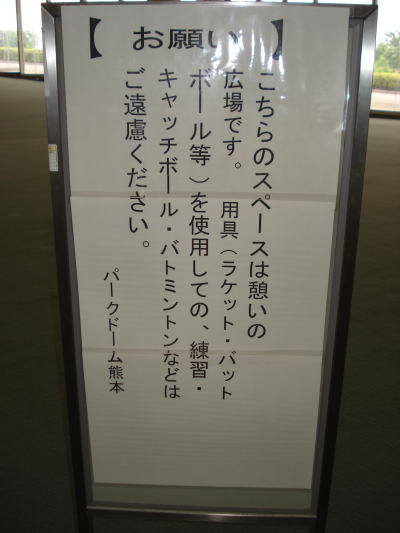 【 お願い 】
こちらのスペースは憩いの
広場です。 用具（ラケット・バット
ボール等）を使用しての、練習・
キャッチボール・バトミントンなどは
ご遠慮ください。
パークドーム熊本